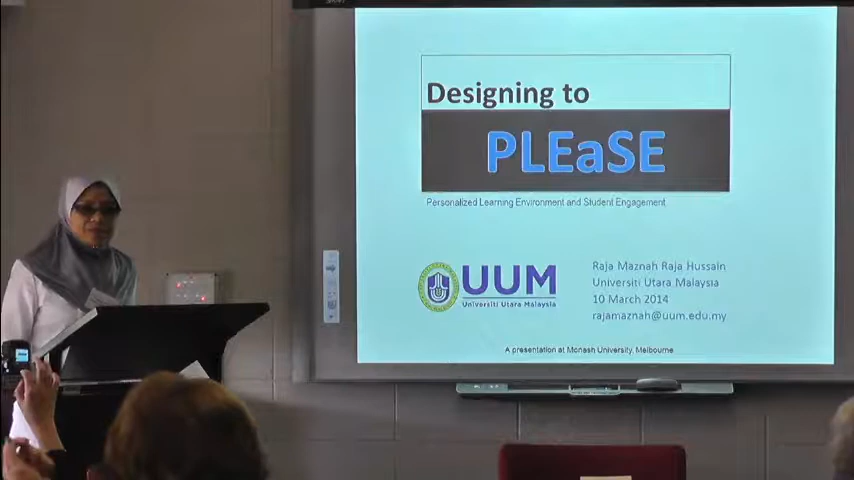 Designing to
PLEaSE
Personalized Learning Environment and Student Engagement
UUM
Universiti Utara Malaysia
Raja Maznah Raja Hussain
Universiti Utara Malaysia
10 March 2014
rajamaznah@uum.edu.my
A presentation at Monash University, Melbourne